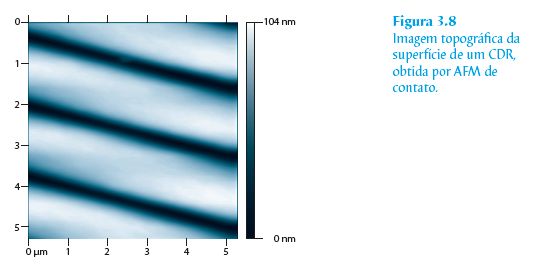 0
1
2
3
4
5
0 µm
1
2
3
4
5
104 nm
0 nm
Figura 3.8
Imagem topográfica da
superfície de um CDR,
obtida por AFM de
contato.